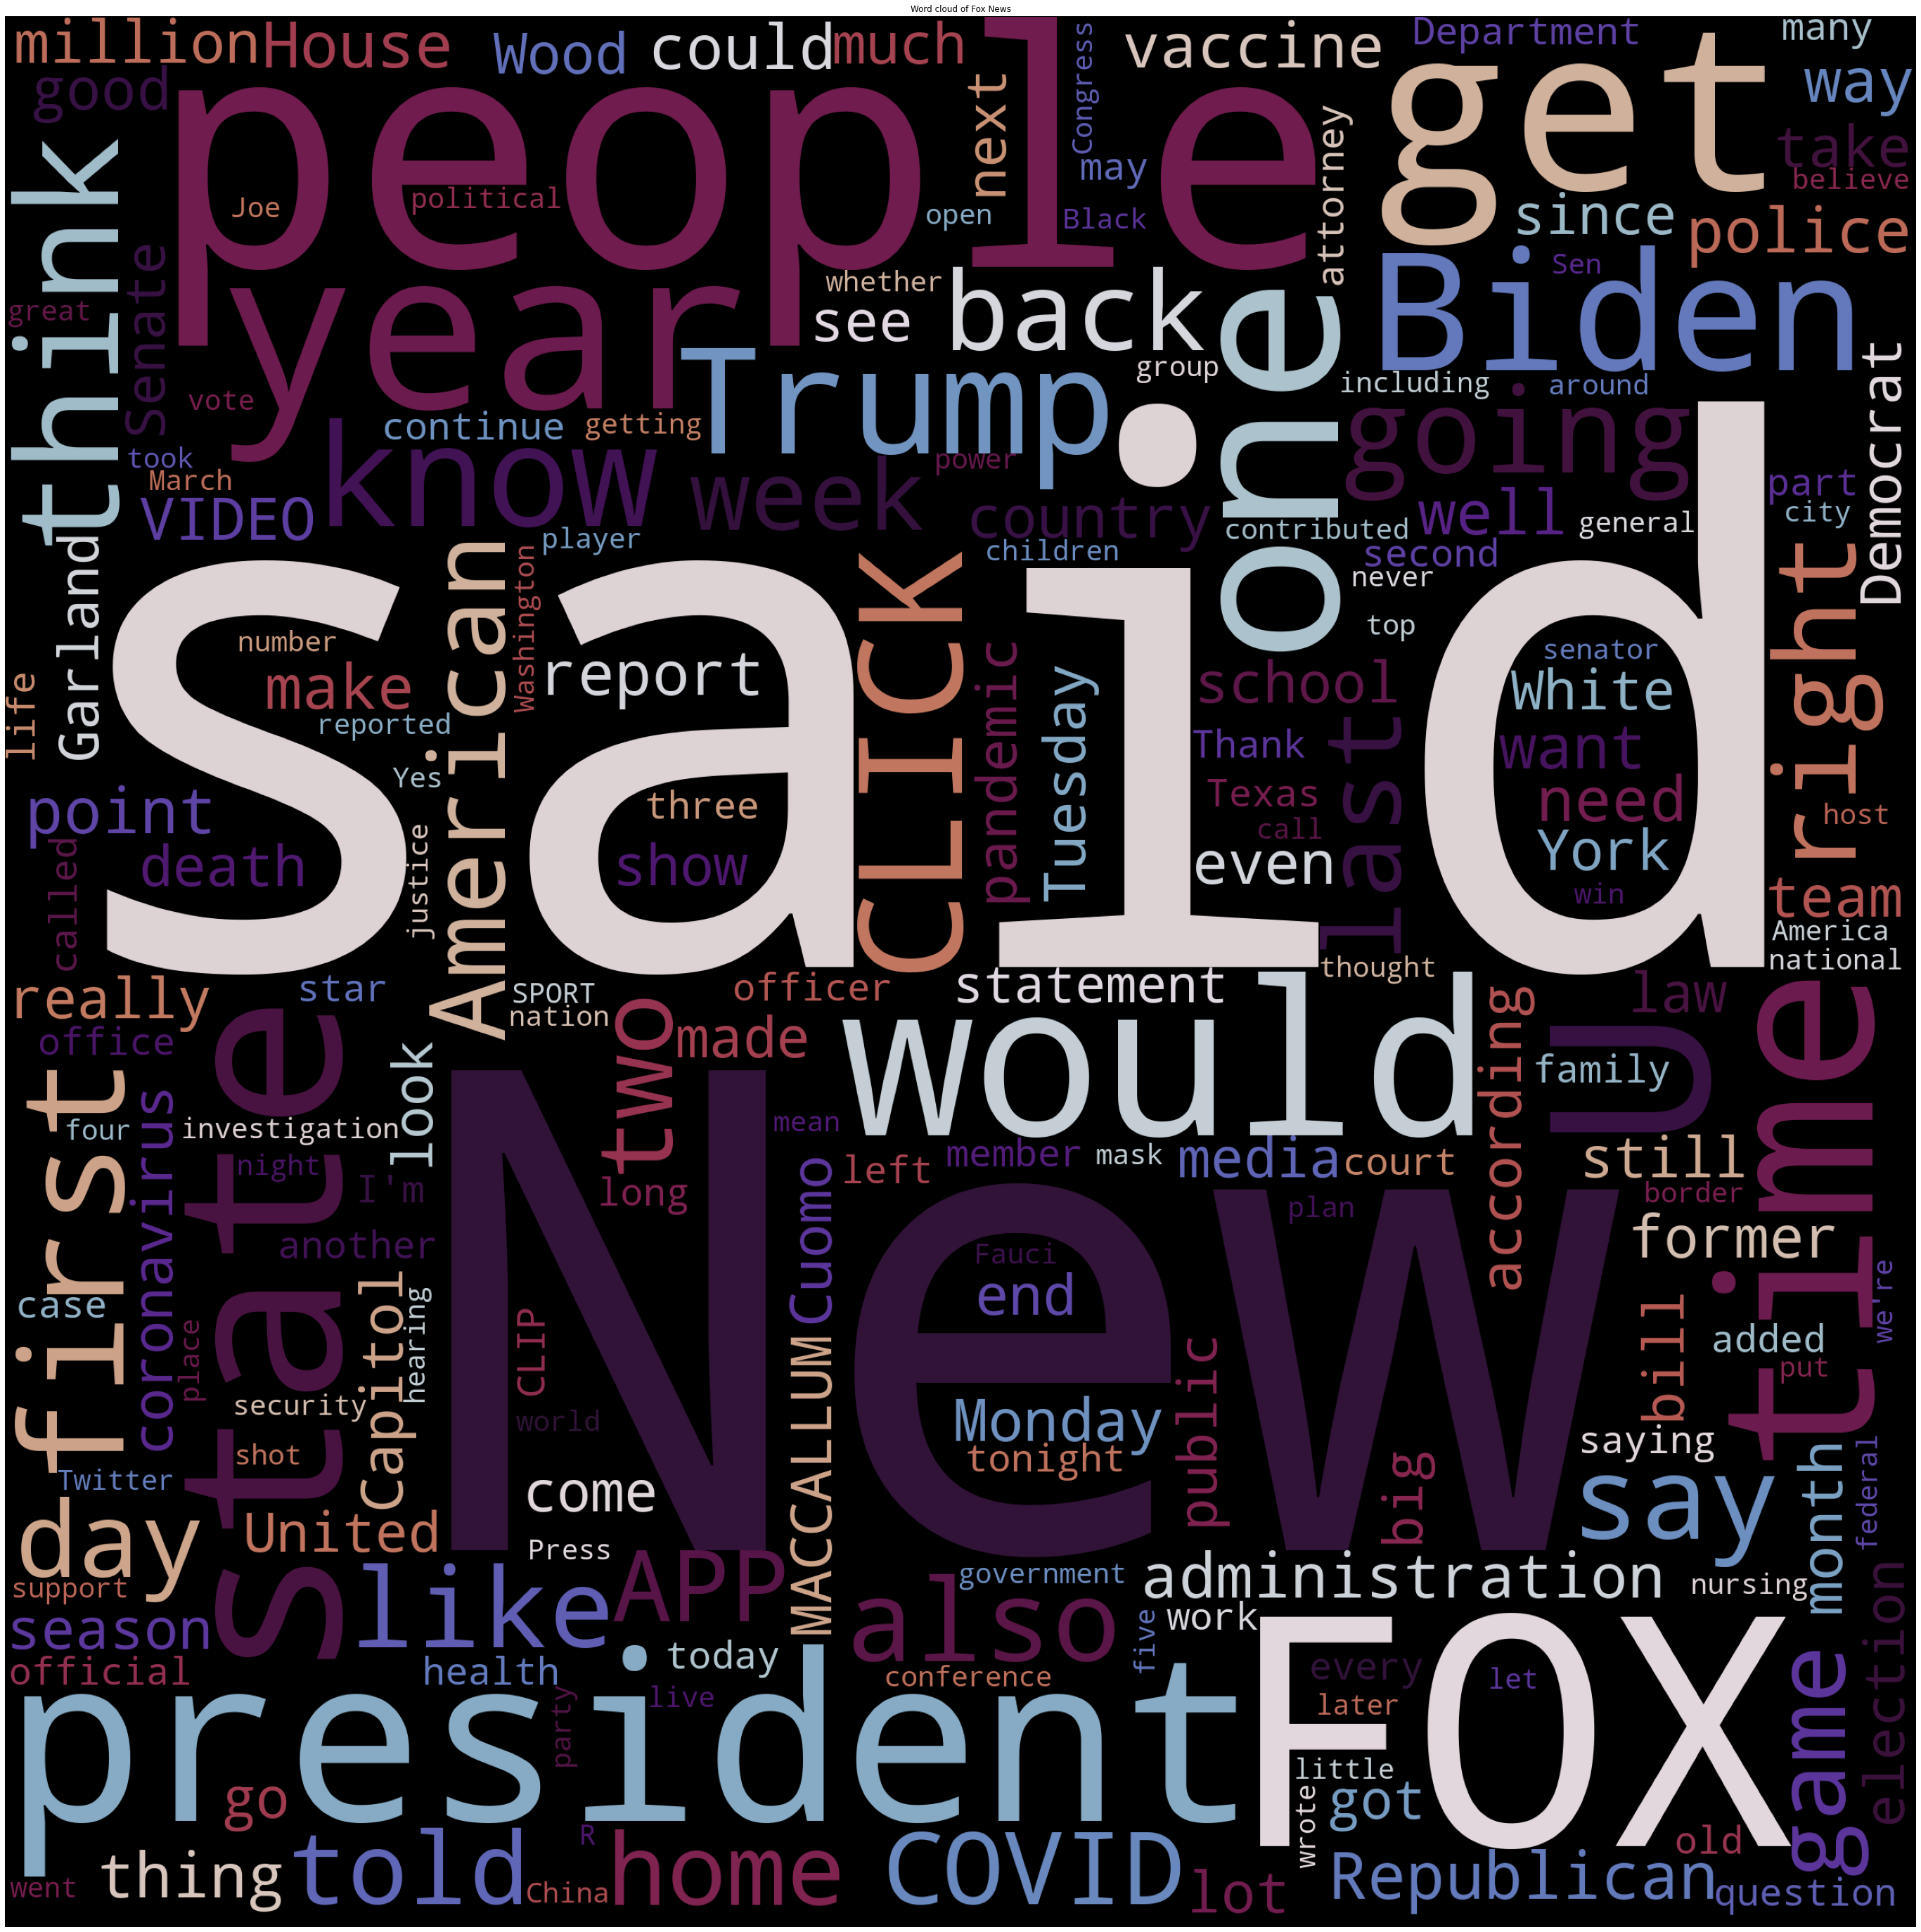 Word cloud of Fox News
million
House
Wood
could
much
vaccine
Department
many
good
people
next
Congress
get
way
think
Joe
political
open
may
Black
attorney
since
take
believe
police
great
Senate
year
whether
see
back
one
Biden
Sen
vote
Trump
group
including
around
Democrat
took
March
continue
getting
know
week
power
country
going
VIDEO
player
children
contributed
well
general
part
city
second
Garland
said
American
Washington
CLICK
never
top
right
number
make
report
pandemic
Tuesday
school
senator
White
life
reported
Yes
Thank
last
want
point
three
Texas
call
need
host
death
justice
show
even
York
win
called
team
America
national
really
star
SPORT
nation
officer
statement
thought
law
office
state
two
made
would
according
u
family
time
first
four
coronavirus
look
investigation
mean
member
mask
media
court
still
night
I'm
long
New
Cuomo
left
border
another
plan
former
case
Capitol
hearing
Fauci
end
we're
place
CLIP
MACCALLUM
public
bill
added
put
security
world
Monday
shot
tonight
big
saying
Twitter
come
say
month
federal
day
United
Press
APP
government
administration
nursing
support
like
also
five
work
season
election
official
health
today
conference
FOX
every
let
game
president
party
live
later
go
little
wrote
got
old
R
thing
told
home
COVID
lot
Republican
went
China
question